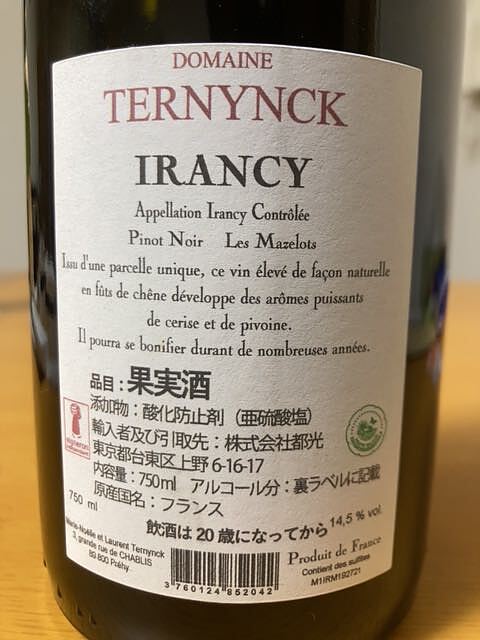 DOMAINE
TERNYNCK
IRANCY
Appellation Irancy Contrôlée
Pinot Noir Les Mazelots
Issu d'une parcelle unique, ce vin élevé de façon naturelle
en fûts de chêne développe des arômes puissants
de cerise et de pivoine.
Il pourra se bonifier durant de nombreuses années.
品目：果実酒
添加物：酸化防止剤（亜硫酸塩）
輸入者及び引取先：株式会社都光
東京都台東区上野6-16-17
内容量：750ml アルコール分：裏ラベルに記載
原産国名：フランス
750 ml
飲酒は20歳になってから
14,5 % vol.
Marie-Noëlle et Laurent Ternynck
3, grande rue de CHABLIS
89.800 Préhy
3 760124 852042
Produit de France
Contient des sulfites
M1IRM192721